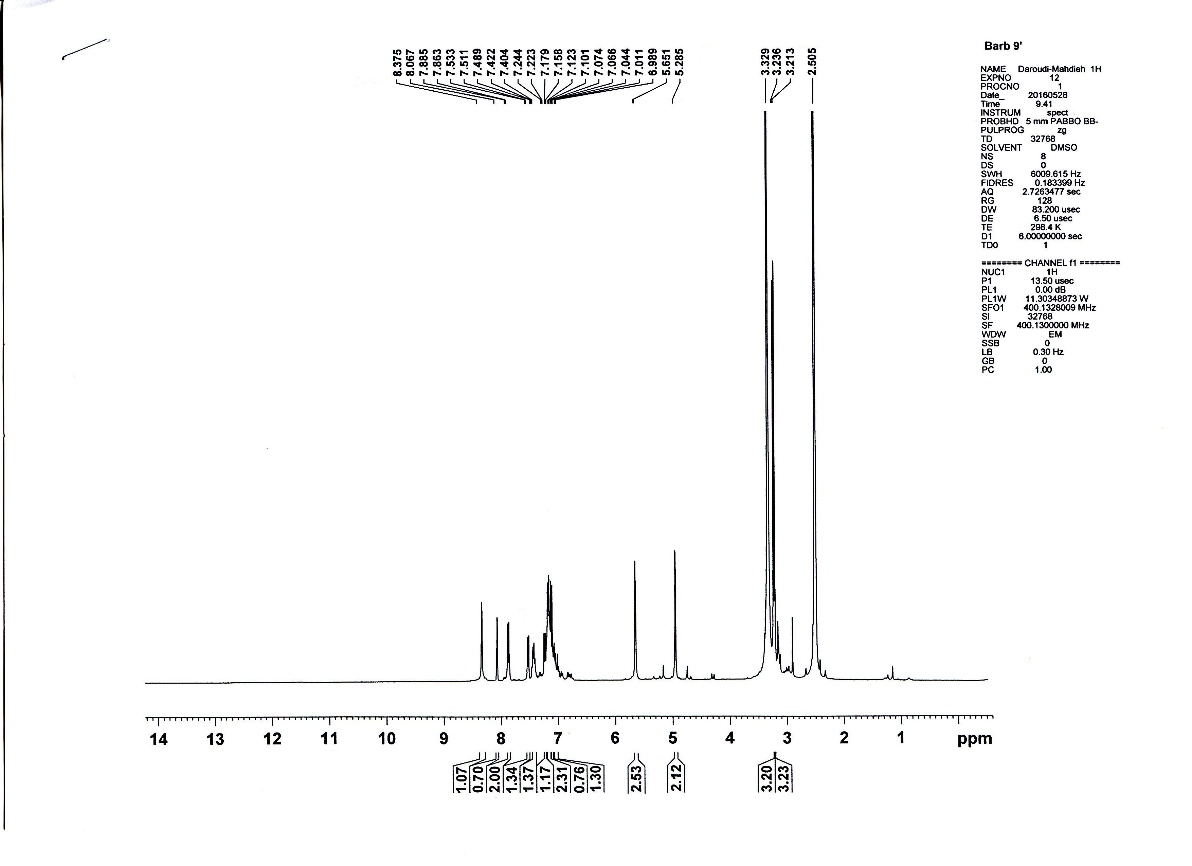 8.375
8.067
7.885
7.863
7.533
7.511
7.489
7.422
7.404
7.244
7.223
7.179
7.158
7.123
7.101
7.074
7.066
7.044
7.011
6.989
5.651
5.285
3.329
3.236
3.213
2.505
Barb 9'
NAME Daroudi-Mahdieh 1H
EXPNO 12
PROCNO 1
Date_ 20160528
Time 9.41
INSTRUM spect
PROBHD 5 mm PABBO BB-
PULPROG zg
TD 32768
SOLVENT DMSO
NS 8
DS 0
SWH 6009.615 Hz
FIDRES 0.183399 Hz
AQ 2.7263477 sec
RG 128
DW 83.200 usec
DE 6.50 usec
TE 298.4 K
D1 6.00000000 sec
TD0 1
======== CHANNEL f1 ========
NUC1 1H
P1 13.50 usec
PL1 0.00 dB
PL1W 11.30348873 W
SFO1 400.1328009 MHz
SI 32768
SF 400.1300000 MHz
WDW EM
SSB 0
LB 0.30 Hz
GB 0
PC 1.00
14 13 12 11 10 9 8 7 6 5 4 3 2 1 ppm
1.07
0.70
2.00
1.34
1.37
1.17
2.31
0.76
1.30
2.53
2.12
3.20
3.23